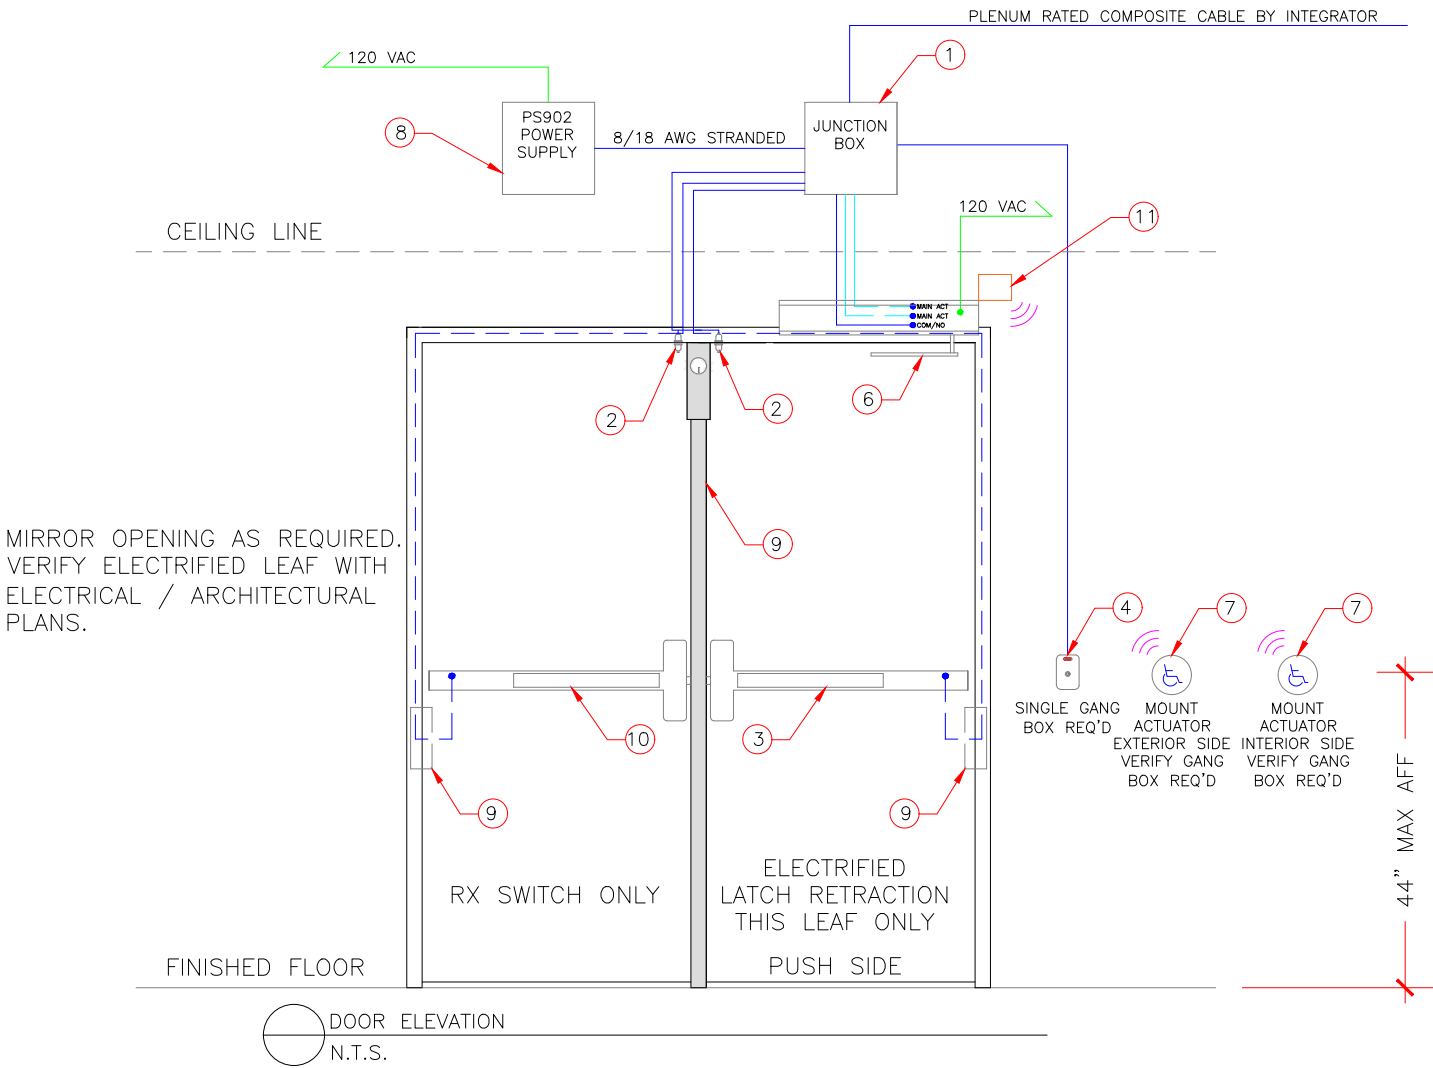 PLENUM RATED COMPOSITE CABLE BY INTEGRATOR
120 VAC
1
PS902
POWER
SUPPLY
8
8/18 AWG STRANDED
JUNCTION
BOX
120 VAC
11
CEILING LINE
MAIN ACT
MAIN ACT
COM/NO
2
2
6
9
MIRROR OPENING AS REQUIRED.
VERIFY ELECTRIFIED LEAF WITH
ELECTRICAL / ARCHITECTURAL
PLANS.
4
7
7
SINGLE GANG
BOX REQ'D
MOUNT
ACTUATOR
EXTERIOR SIDE
VERIFY GANG
BOX REQ'D
MOUNT
ACTUATOR
INTERIOR SIDE
VERIFY GANG
BOX REQ'D
10
3
9
9
44" MAX AFF
RX SWITCH ONLY
ELECTRIFIED
LATCH RETRACTION
THIS LEAF ONLY
PUSH SIDE
FINISHED FLOOR
DOOR ELEVATION
N.T.S.